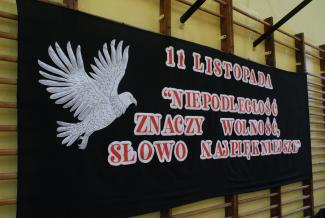 11 LISTOPADA
"NIEPODLEGŁOŚĆ
ZNACZY WOLNOŚĆ,
SŁOWO NAJPIĘKNIEJSZE"